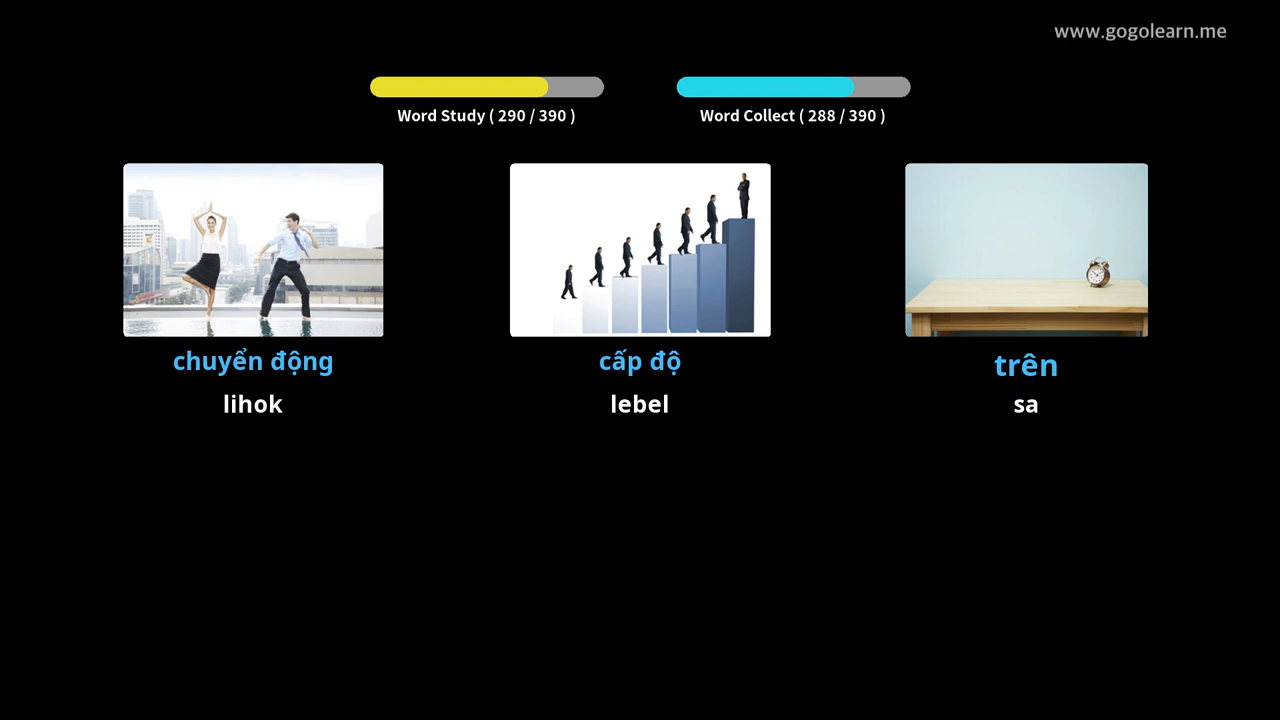 www.gogolearn.me
Word Study ( 290 / 390 )
Word Collect ( 288 / 390 )
chuyển động
lihok
cấp độ
lebel
trên
sa